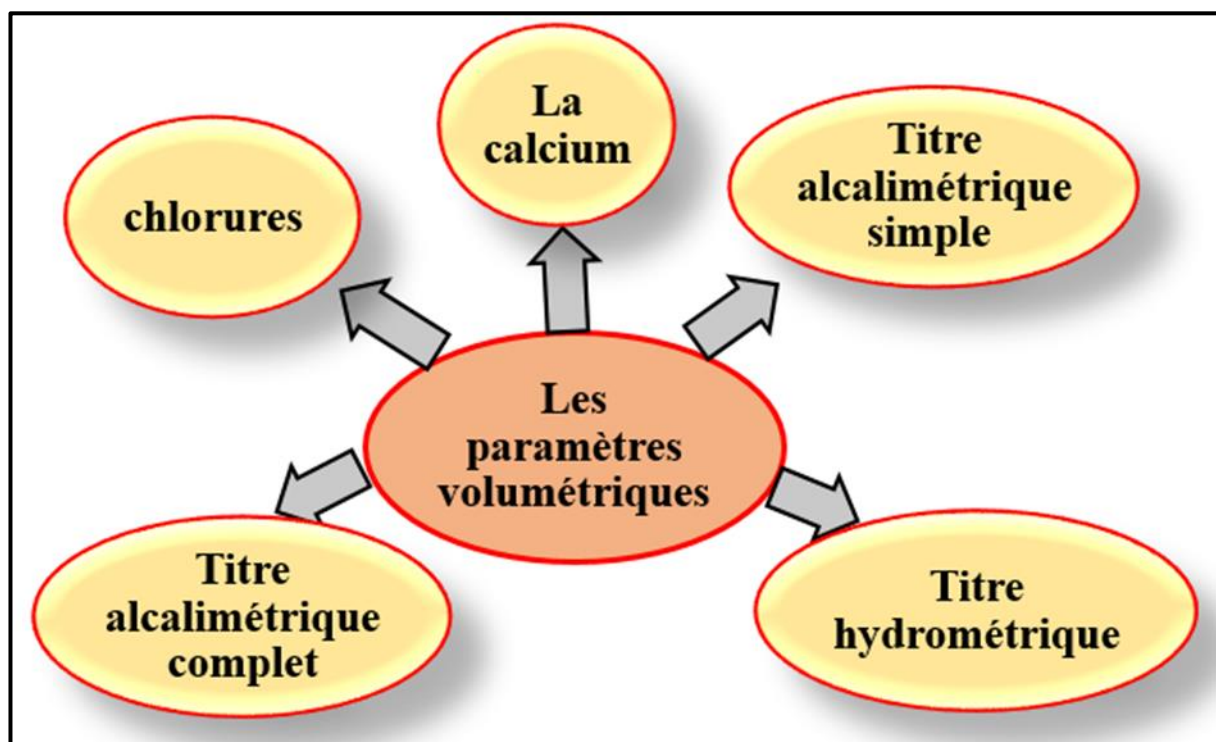 La
calcium
Titre
alcalimétrique
simple
chlorures
Les
paramètres
volumétriques
Titre
alcalimétrique
complet
Titre
hydrométrique